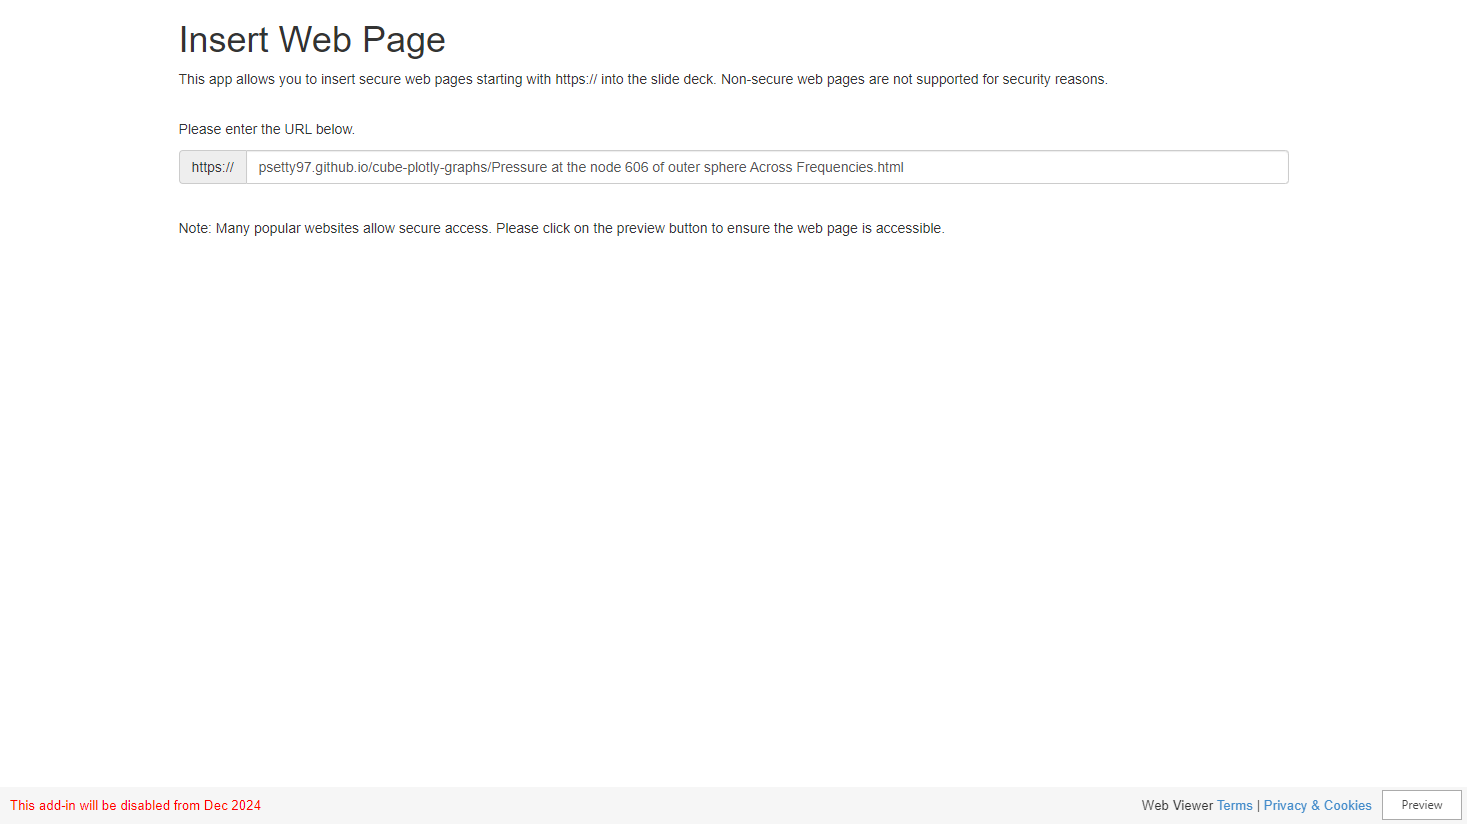 Insert Web Page
This app allows you to insert secure web pages starting with https:// into the slide deck. Non-secure web pages are not supported for security reasons.
Please enter the URL below.
https:// psetty97.github.io/cube-plotly-graphs/Pressure at the node 606 of outer sphere Across Frequencies.html
Note: Many popular websites allow secure access. Please click on the preview button to ensure the web page is accessible.
This add-in will be disabled from Dec 2024 Web Viewer Terms | Privacy & Cookies Preview